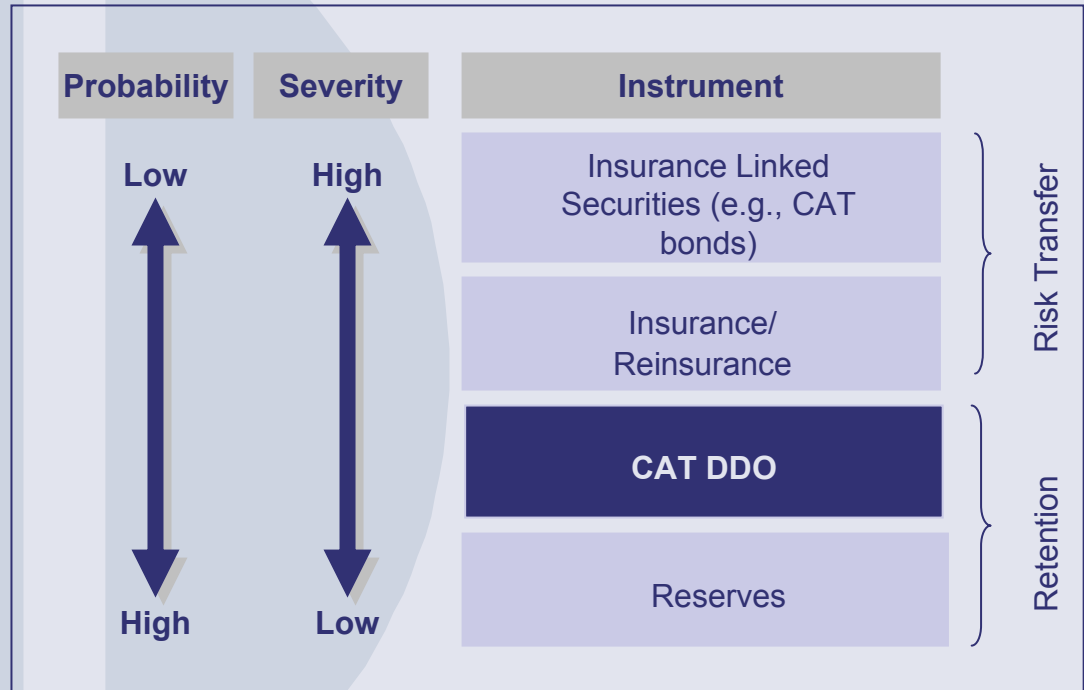 Probability
Severity
Instrument
Low
High
Insurance Linked
Securities (e.g., CAT
bonds)
Insurance/
Reinsurance
Risk Transfer
CAT DDO
Reserves
Retention
High
Low